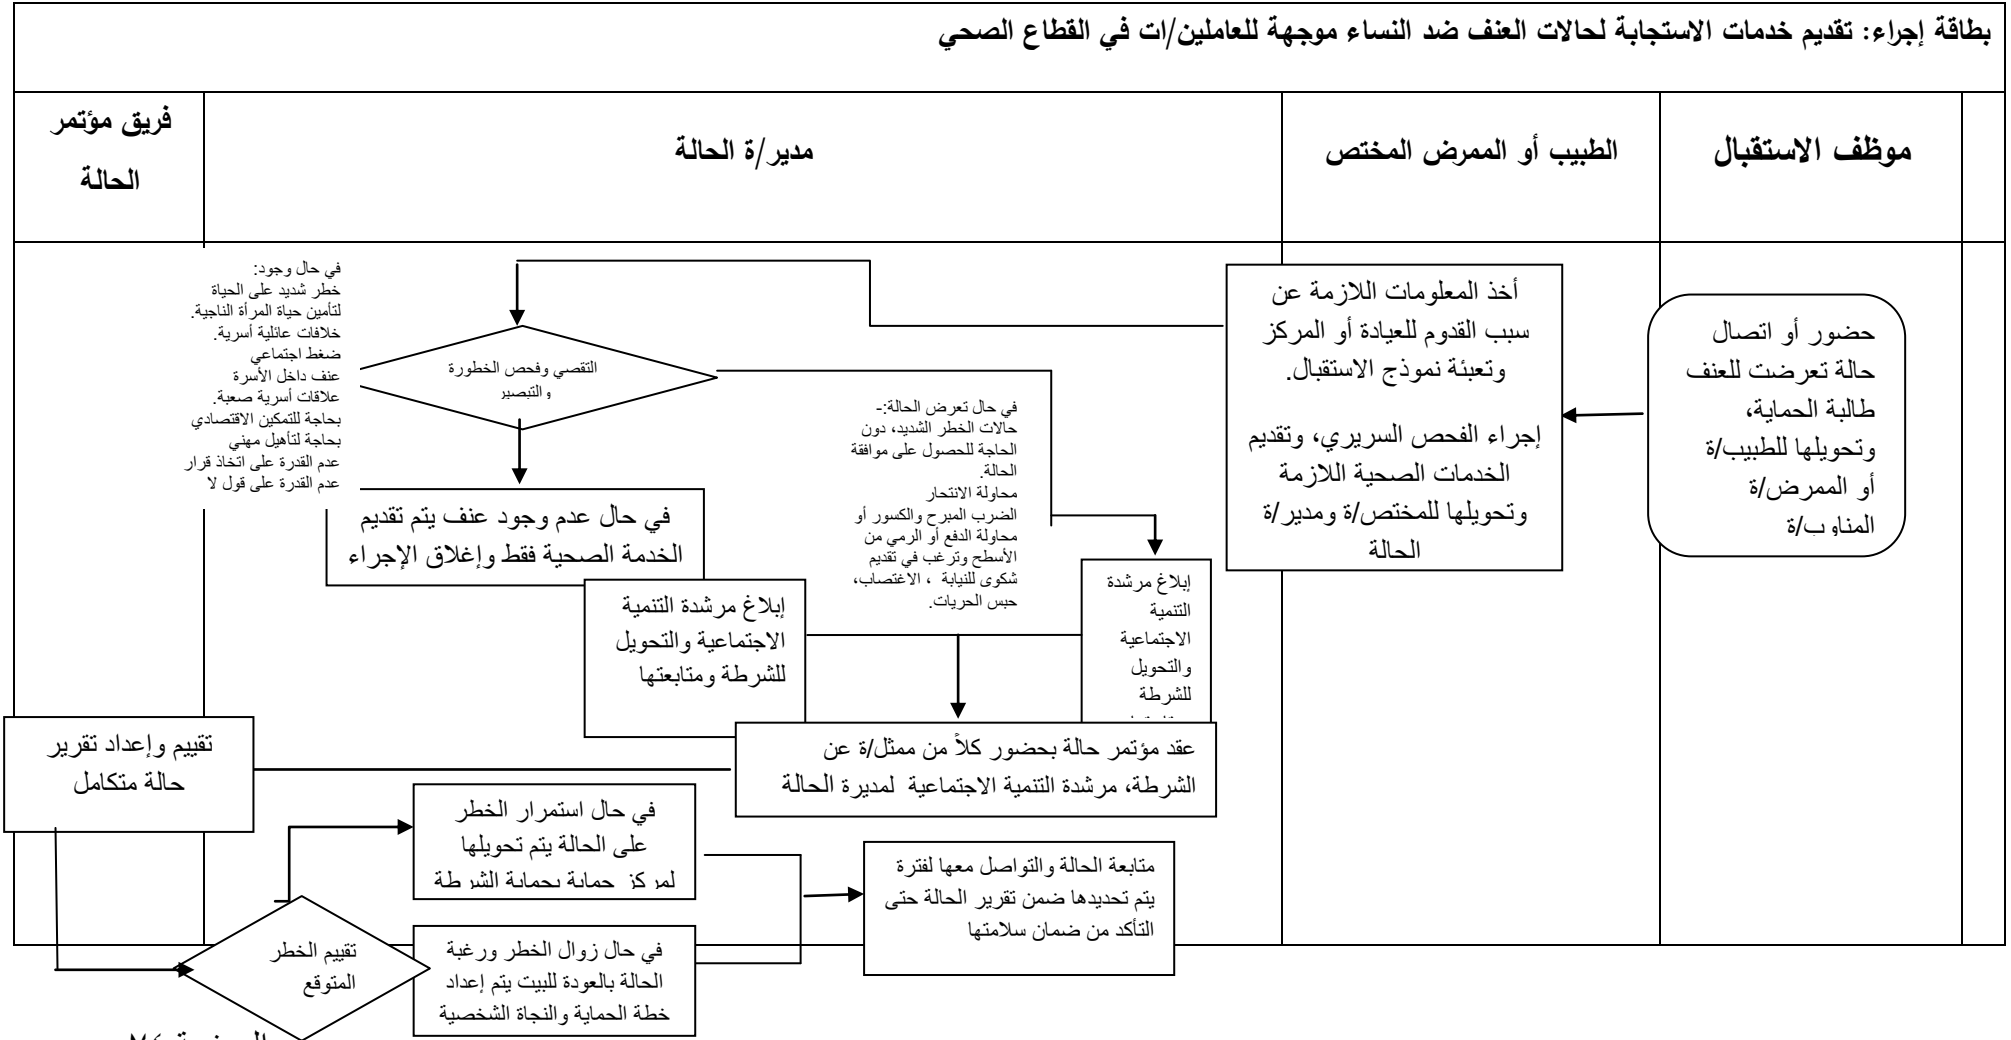 بطاقة إجراء: تقديم خدمات الاستجابة لحالات العنف ضد النساء موجهة للعاملين/ات في القطاع الصحي
موظف الاستقبال
الطبيب أو الممرض المختص
مدير/ة الحالة
فريق مؤتمر
الحالة
حضور أو اتصال
حالة تعرضت للعنف
طالبة الحماية،
وتحويلها للطبيب/ة
أو الممرض/ة
المناوب/ة
أخذ المعلومات اللازمة عن
سبب القدوم للعيادة أو المركز
وتعبئة نموذج الاستقبال.
إجراء الفحص السريري، وتقديم
الخدمات الصحية اللازمة
وتحويلها للمختص/ة ومدير/ة
الحالة
التقصي وفحص الخطورة
والتبصير
في حال وجود:
خطر شديد على الحياة
لتأمين حياة المرأة الناجية.
خلافات عائلية أسرية.
ضغط اجتماعي
عنف داخل الأسرة
علاقات أسرية صعبة.
بحاجة للتمكين الاقتصادي
بحاجة لتأهيل مهني
عدم القدرة على اتخاذ قرار
عدم القدرة على قول لا
في حال تعرض الحالة:-
حالات الخطر الشديد، دون
الحاجة للحصول على موافقة
الحالة.
محاولة الانتحار
الضرب المبرح والكسور أو
محاولة الدفع أو الرمي من
الأسطح وترغب في تقديم
شكوى للنيابة ، الاغتصاب،
حبس الحريات.
في حال عدم وجود عنف يتم تقديم
الخدمة الصحية فقط وإغلاق الإجراء
إبلاغ مرشدة التنمية
الاجتماعية والتحويل
للشرطة ومتابعتها
إبلاغ مرشدة
التنمية
الاجتماعية
والتحويل
للشرطة
عقد مؤتمر حالة بحضور كلاً من ممثل/ة عن
الشرطة، مرشدة التنمية الاجتماعية لمديرة الحالة
تقييم وإعداد تقرير
حالة متكامل
في حال استمرار الخطر
على الحالة يتم تحويلها
لمركز حماية بحماية الشرطة
متابعة الحالة والتواصل معها لفترة
يتم تحديدها ضمن تقرير الحالة حتى
التأكد من ضمان سلامتها
تقييم الخطر
المتوقع
في حال زوال الخطر ورغبة
الحالة بالعودة للبيت يتم إعداد
خطة الحماية والنجاة الشخصية